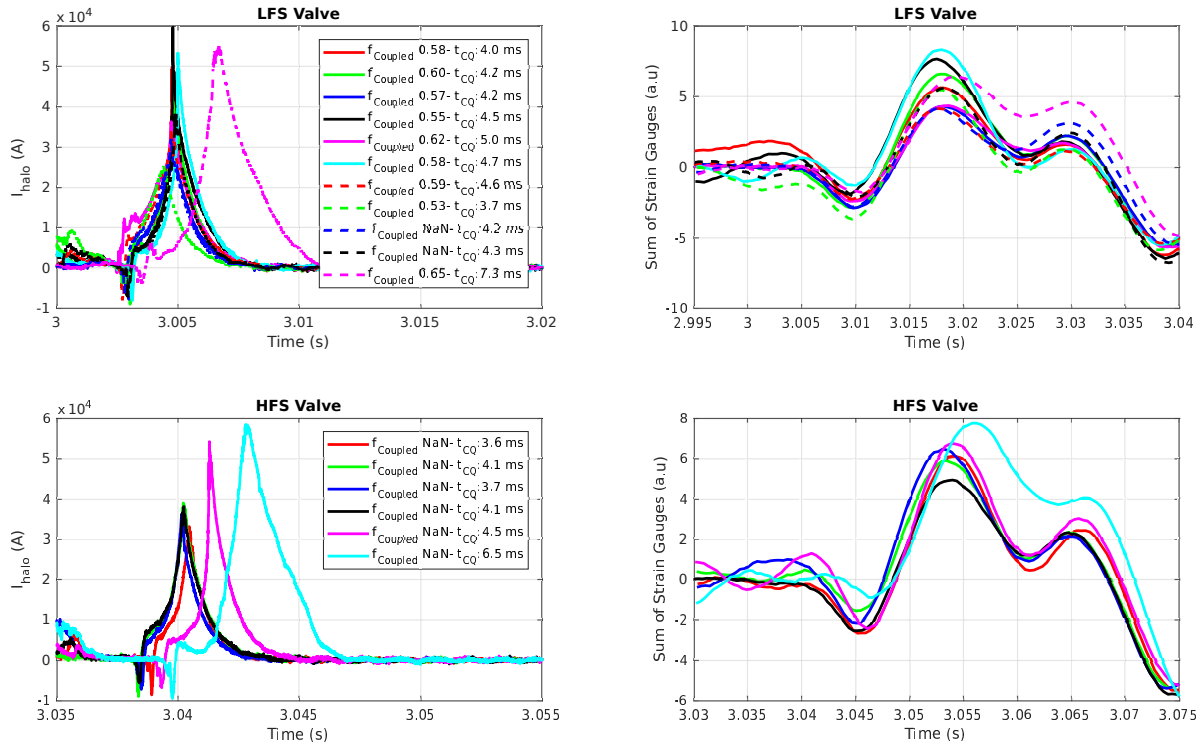 LFS Valve
× 10^4
6
5
4
3
2
1
0
-1
I_halo (A)
3
3.005
3.01
3.015
3.02
Time (s)
f_Coupled 0.58- t_CQ: 4.0 ms
f_Coupled 0.60- t_CQ: 4.2 ms
f_Coupled 0.57- t_CQ: 4.2 ms
f_Coupled 0.55- t_CQ: 4.5 ms
f_Coupled 0.62- t_CQ: 5.0 ms
f_Coupled 0.58- t_CQ: 4.7 ms
f_Coupled 0.59- t_CQ: 4.6 ms
f_Coupled 0.53- t_CQ: 3.7 ms
f_Coupled NaN- t_CQ: 4.2 ms
f_Coupled NaN- t_CQ: 4.3 ms
f_Coupled 0.65- t_CQ: 7.3 ms
LFS Valve
10
5
0
-5
-10
Sum of Strain Gauges (a.u)
2.995
3
3.005
3.01
3.015
3.02
3.025
3.03
3.035
3.04
Time (s)
HFS Valve
× 10^4
6
5
4
3
2
1
0
-1
I_halo (A)
3.035
3.04
3.045
3.05
3.055
Time (s)
f_Coupled NaN- t_CQ: 3.6 ms
f_Coupled NaN- t_CQ: 4.1 ms
f_Coupled NaN- t_CQ: 3.7 ms
f_Coupled NaN- t_CQ: 4.1 ms
f_Coupled NaN- t_CQ: 4.5 ms
f_Coupled NaN- t_CQ: 6.5 ms
HFS Valve
8
6
4
2
0
-2
-4
-6
Sum of Strain Gauges (a.u)
3.03
3.035
3.04
3.045
3.05
3.055
3.06
3.065
3.07
3.075
Time (s)